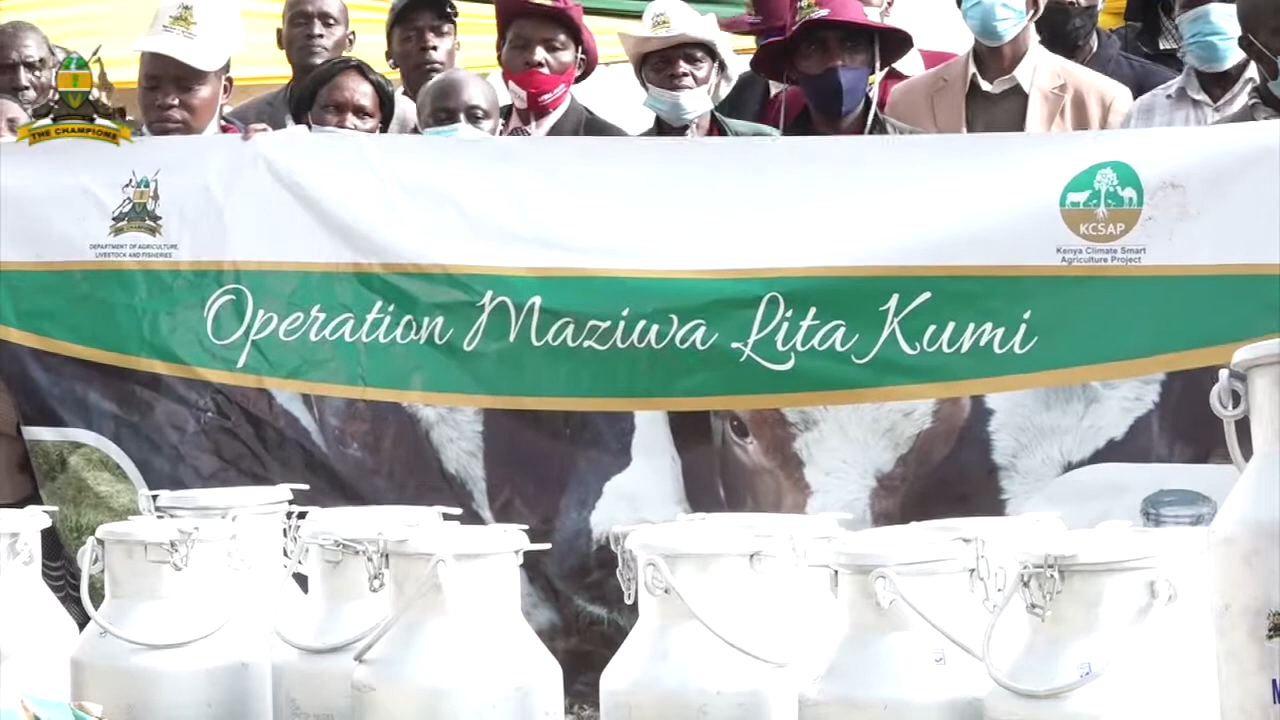 THE CHAMPIONS
DEPARTMENT OF AGRICULTURE,
LIVESTOCK AND FISHERIES
KCSAP
Kenya Climate Smart
Agriculture Project
Operation Maziwa Lita Kumi
M